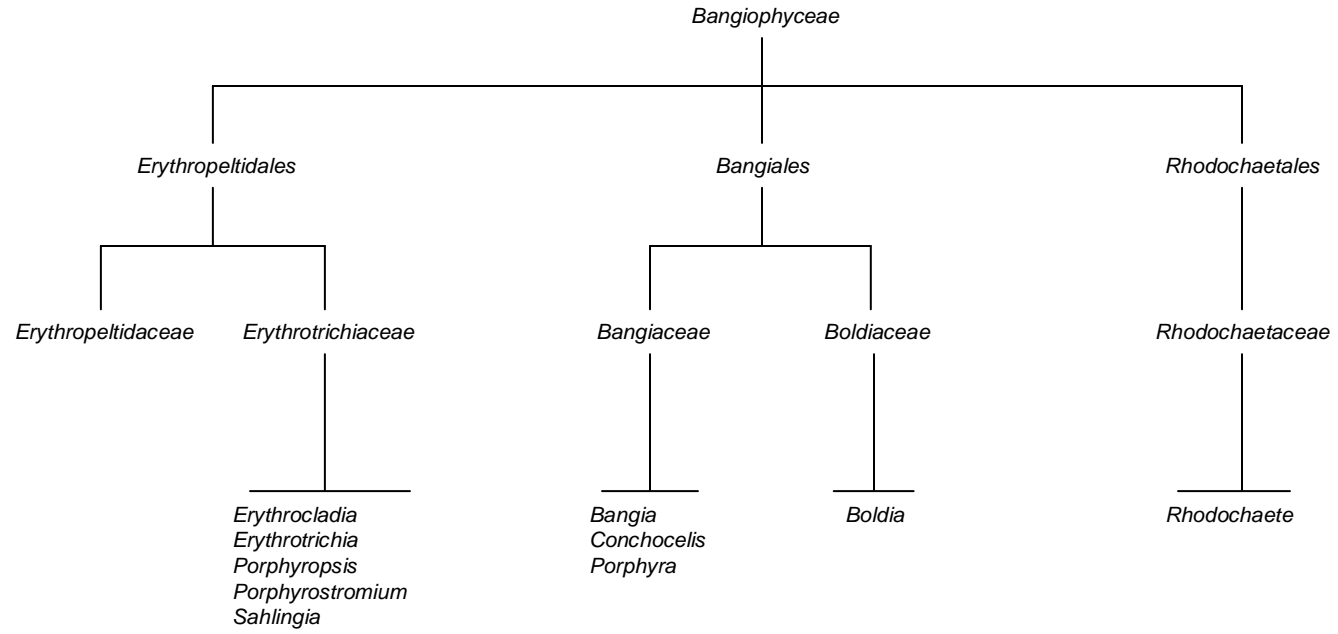 Bangiophyceae
Erythropeltidales
Bangiales
Rhodochaetales
Erythropeltidaceae
Erythrotrichiaceae
Bangiaceae
Boldiaceae
Rhodochaetaceae
Erythrocladia
Erythrotrichia
Porphyropsis
Porphyrostromium
Sahlingia
Bangia
Conchocelis
Porphyra
Boldia
Rhodochaete